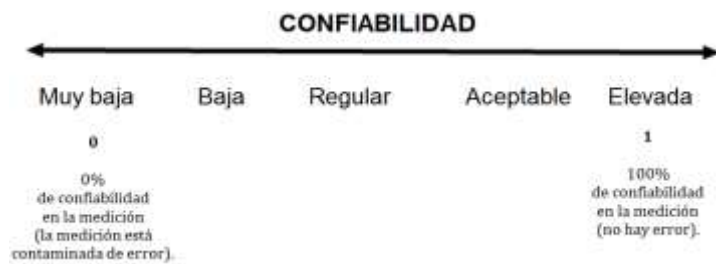 CONFIABILIDAD
Muy baja Baja Regular Aceptable Elevada
0
0%
de confiabilidad
en la medición
(la medición está
contaminada de error).
1
100%
de confiabilidad
en la medición
(no hay error).